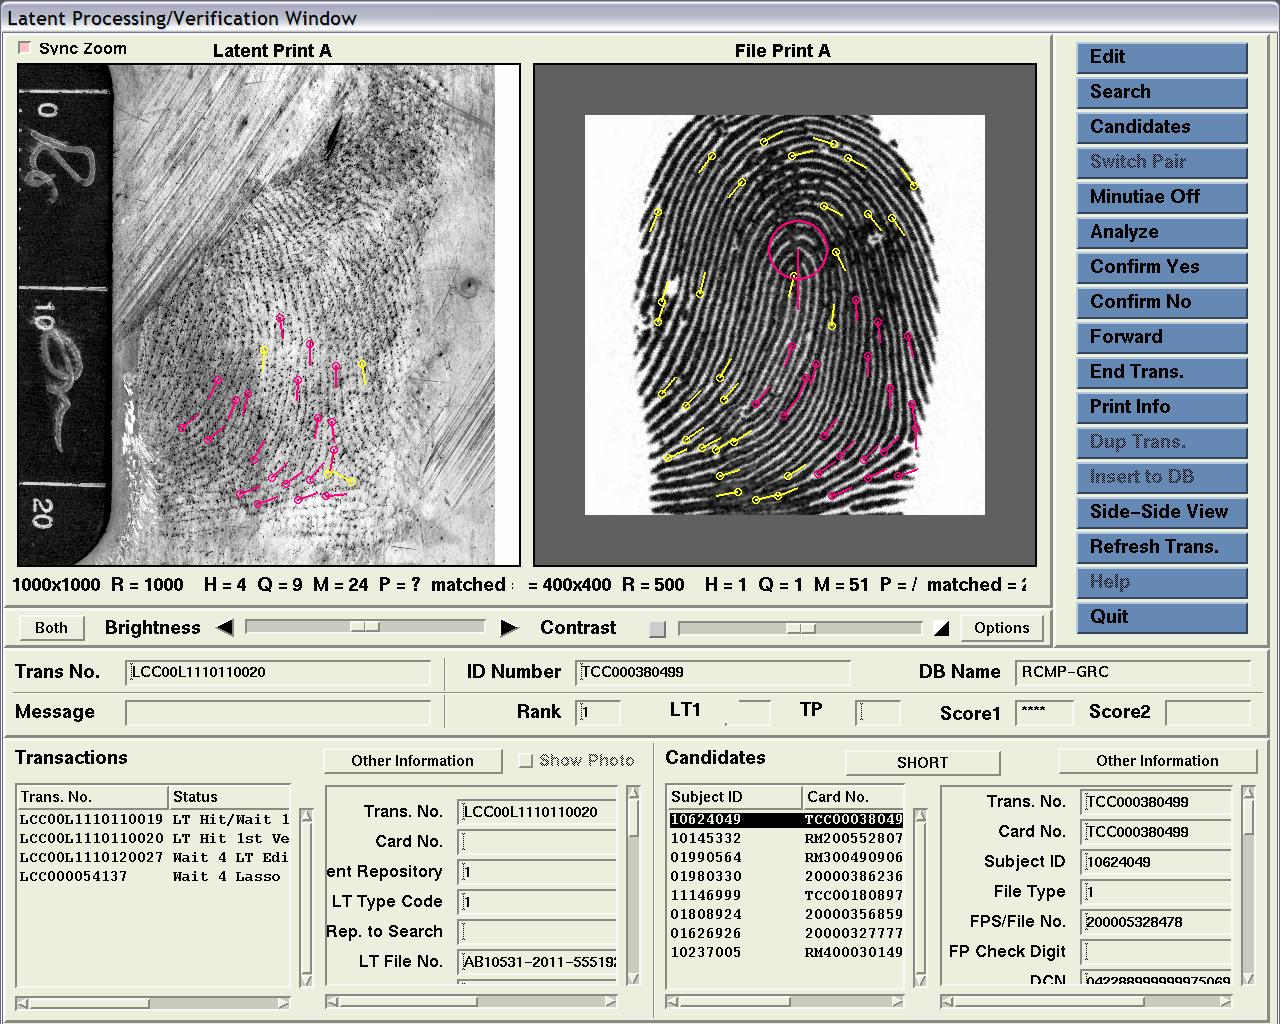 Latent Processing/Verification Window
Sync Zoom
Latent Print A
File Print A
0
10
20
1000x1000 R = 1000 H = 4 Q = 9 M = 24 P = ? matched :
= 400x400 R = 500 H = 1 Q = 1 M = 51 P = / matched = 2
Edit
Search
Candidates
Switch Pair
Minutiae Off
Analyze
Confirm Yes
Confirm No
Forward
End Trans.
Print Info
Dup Trans.
Insert to DB
Side-Side View
Refresh Trans.
Help
Quit
Both
Brightness
Contrast
Options
Trans No. LCC00L1110110020
ID Number TCC000380499
DB Name RCMP-GRC
Message
Rank 1
LT1
TP
Score1 ****
Score2
Transactions
Other Information
Show Photo
Trans. No. Status
LCC00L1110110019 LT Hit/Wait 1
LCC00L1110110020 LT Hit 1st Ve
LCC00L1110120027 Wait 4 LT Edi
LCC000054137 Wait 4 Lasso
Trans. No. LCC00L1110110020
Card No.
ent Repository 1
LT Type Code 1
Rep. to Search
LT File No. AB10531-2011-555192
Candidates
SHORT
Other Information
Subject ID Card No.
10624049 TCC00038049
10145332 RM200552807
01990564 RM300490906
01980330 20000386236
11146999 TCC00180897
01808924 20000356859
01626926 20000327777
10237005 RM400030149
Trans. No. TCC000380499
Card No. TCC000380499
Subject ID 10624049
File Type 1
FPS/File No. 200005328478
FP Check Digit
DCN 042288999999975069